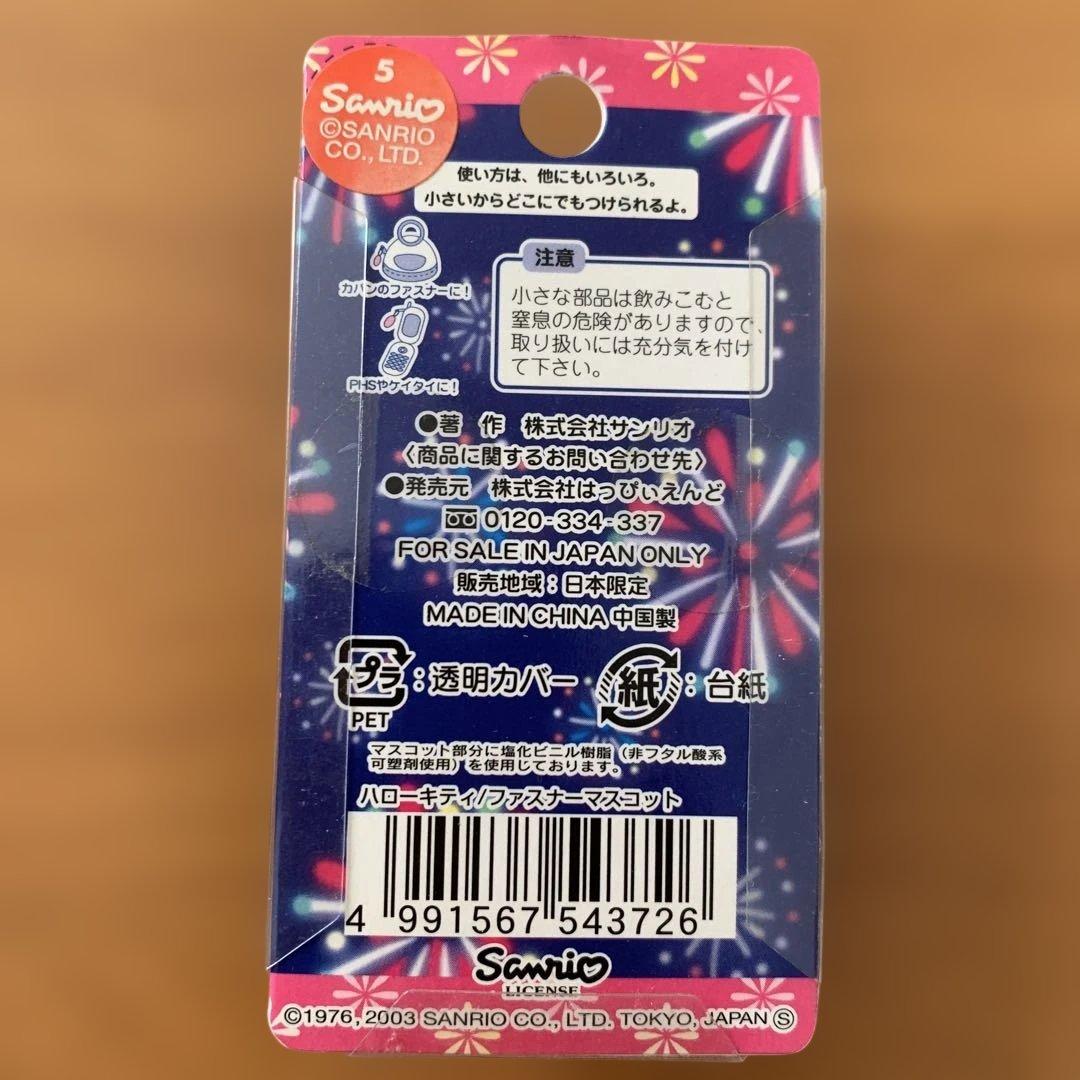 5
Sanrio
©SANRIO
CO., LTD.
使い方は、他にもいろいろ。
小さいからどこにでもつけられるよ。
カバンのファスナーに!
PHSやケイタイに!
注意
小さな部品は飲みこむと
窒息の危険がありますので、
取り扱いには充分気を付け
て下さい。
●著 作 株式会社サンリオ
〈商品に関するお問い合わせ先〉
●発売元 株式会社はっぴぃえんど
0120-334-337
FOR SALE IN JAPAN ONLY
販売地域:日本限定
MADE IN CHINA 中国製
プラ:透明カバー 紙:台紙
PET
マスコット部分に塩化ビニル樹脂(非フタル酸系
可塑剤使用)を使用しております。
ハローキティ/ファスナーマスコット
4 991567 543726
Sanrio
LICENSE
©1976, 2003 SANRIO CO., LTD. TOKYO, JAPAN Ⓢ